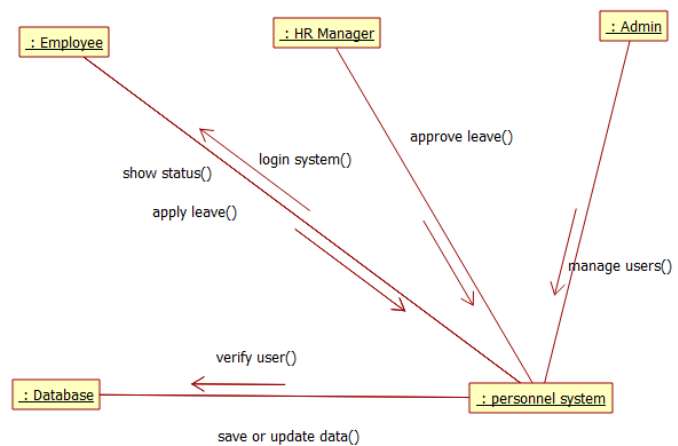 : HR Manager
: Admin
: Employee
approve leave()
login system()
show status()
apply leave()
manage users()
verify user()
: Database
: personnel system
save or update data()